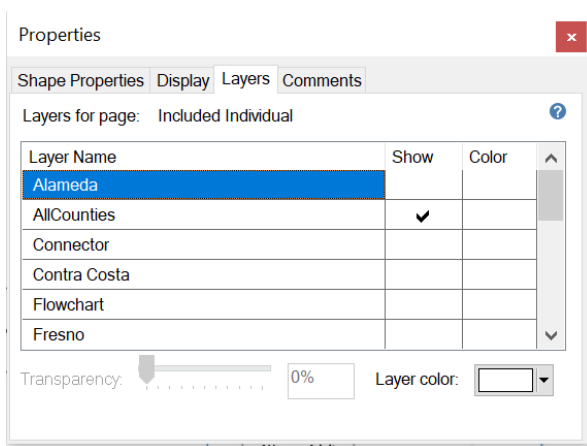 Properties
Shape Properties Display Layers Comments
Layers for page: Included Individual
Layer Name Show Color
Alameda
AllCounties
Connector
Contra Costa
Flowchart
Fresno
Transparency: 0% Layer color: